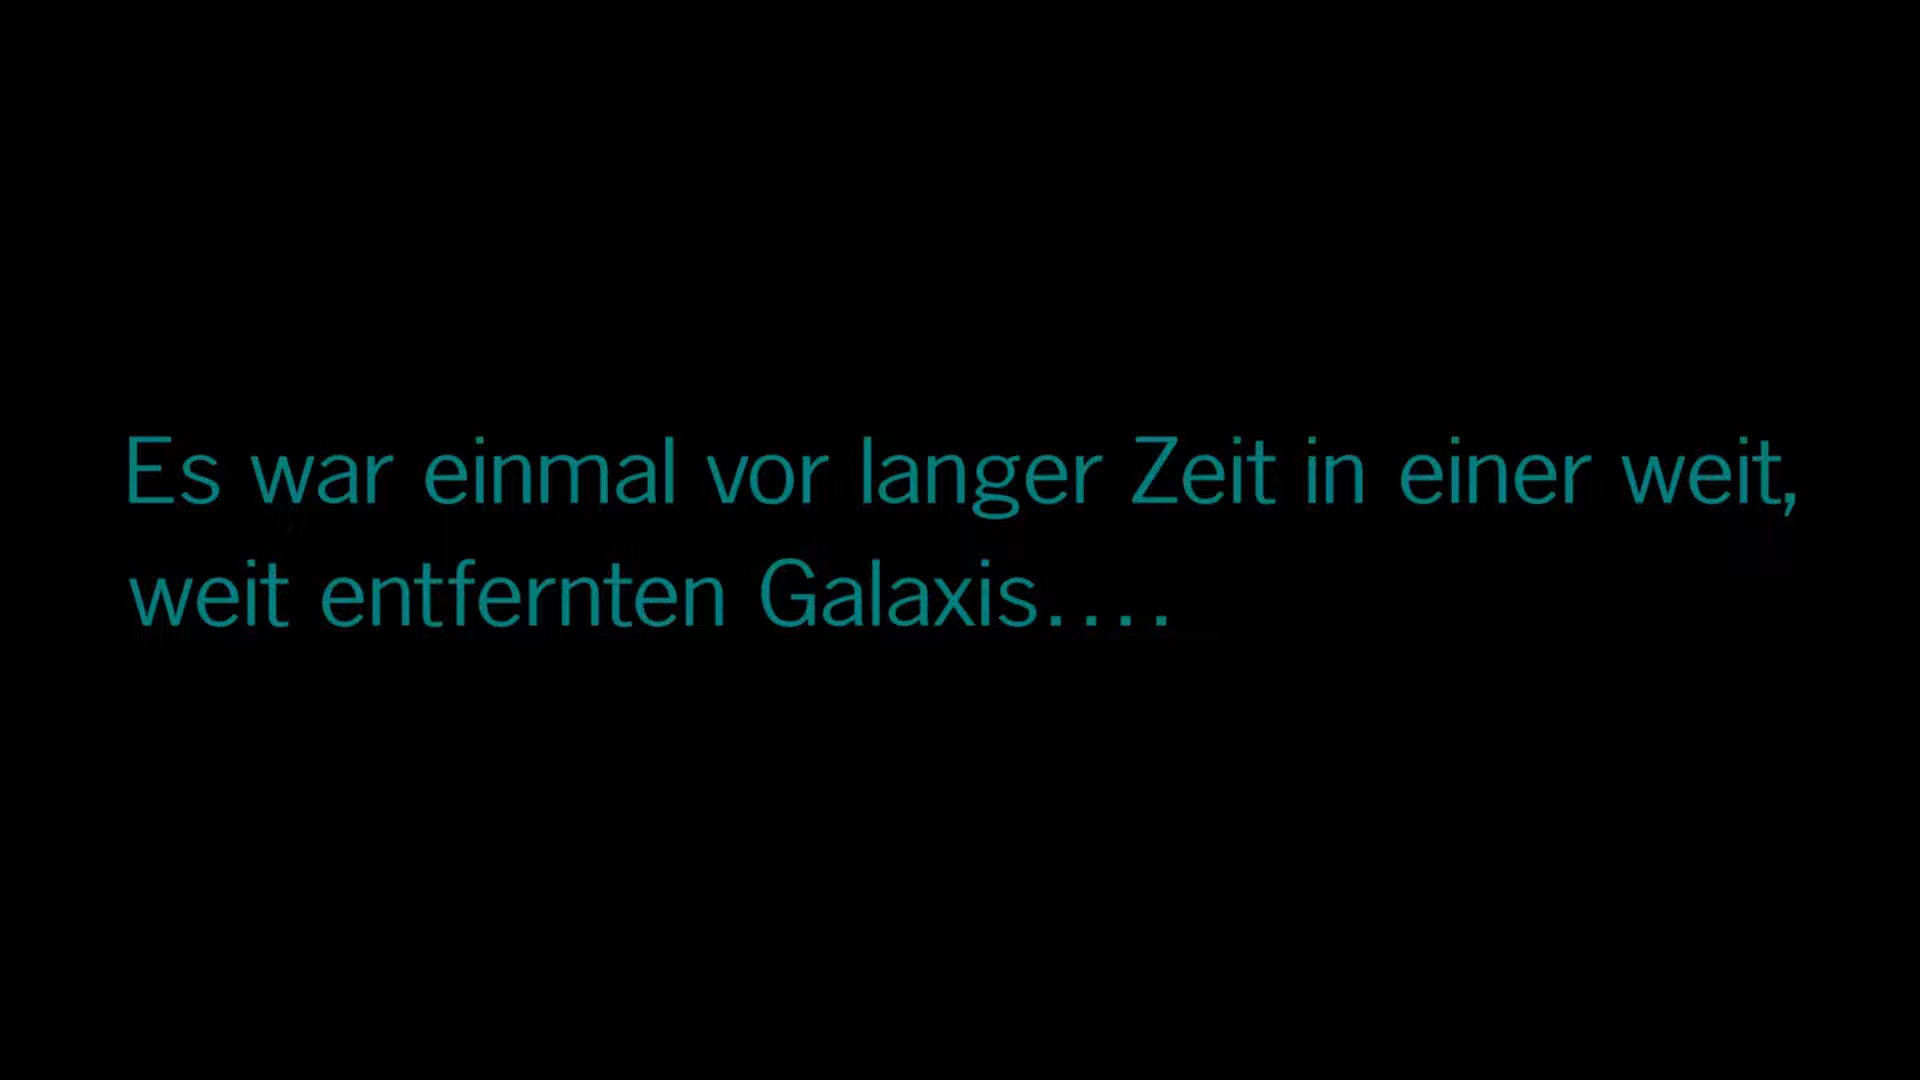 Es war einmal vor langer Zeit in einer weit,
weit entfernten Galaxis....